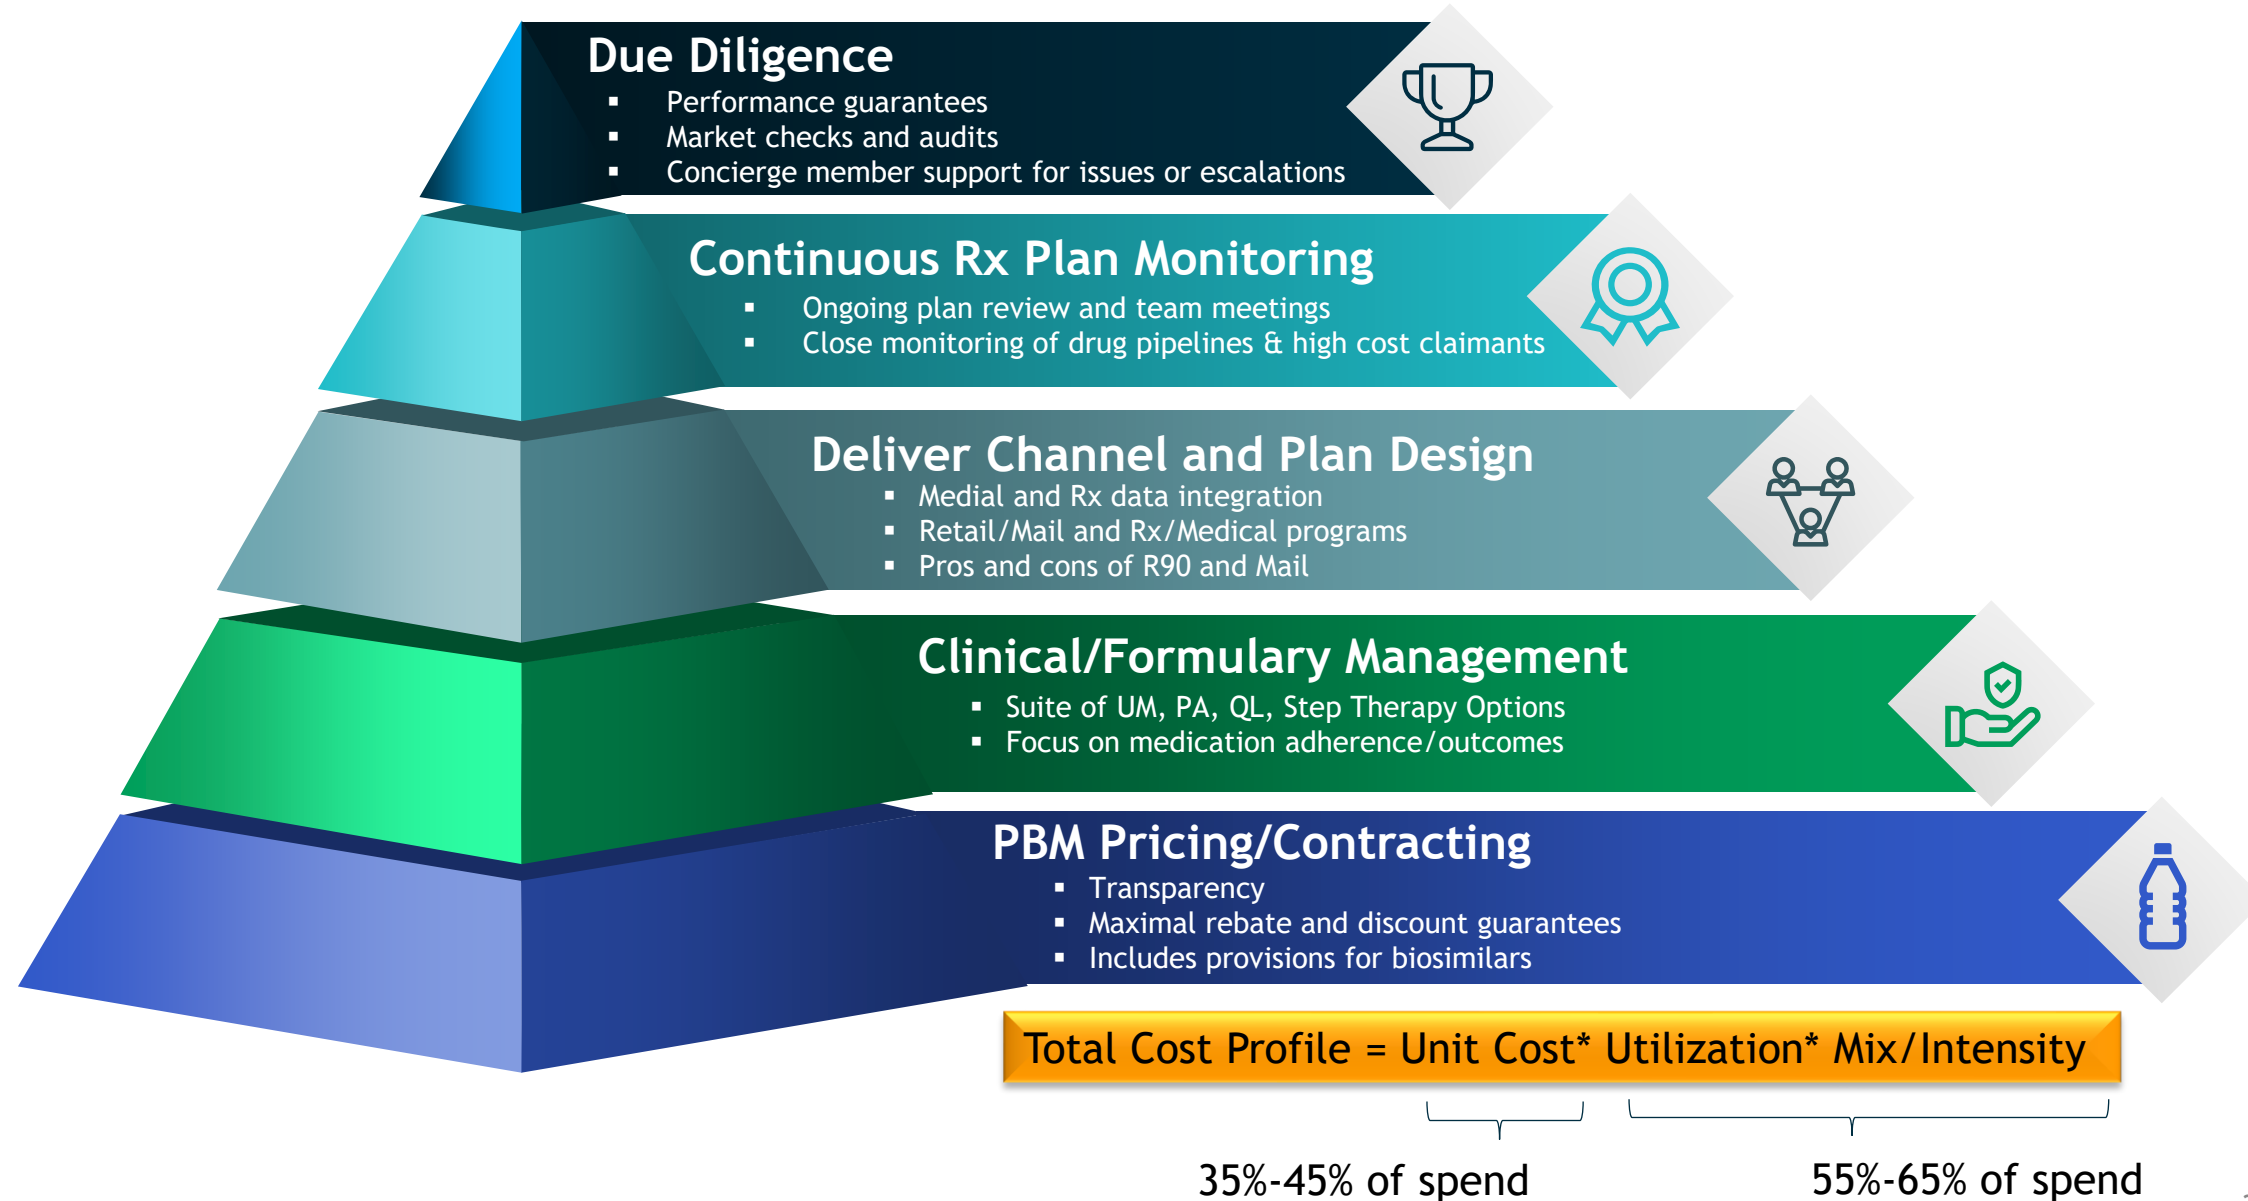 Due Diligence
▪ Performance guarantees
▪ Market checks and audits
▪ Concierge member support for issues or escalations
Continuous Rx Plan Monitoring
▪ Ongoing plan review and team meetings
▪ Close monitoring of drug pipelines & high cost claimants
Deliver Channel and Plan Design
▪ Medial and Rx data integration
▪ Retail/Mail and Rx/Medical programs
▪ Pros and cons of R90 and Mail
Clinical/Formulary Management
▪ Suite of UM, PA, QL, Step Therapy Options
▪ Focus on medication adherence/outcomes
PBM Pricing/Contracting
▪ Transparency
▪ Maximal rebate and discount guarantees
▪ Includes provisions for biosimilars
Total Cost Profile = Unit Cost* Utilization* Mix/Intensity
35%-45% of spend
55%-65% of spend